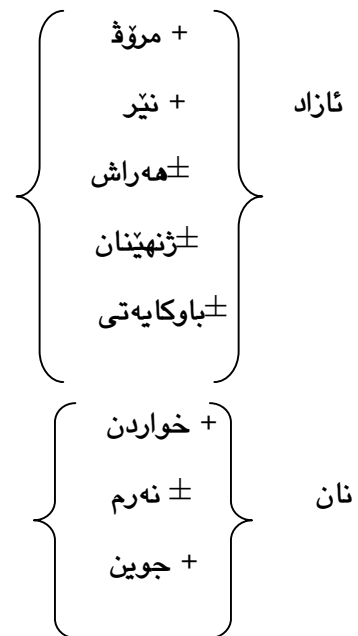 + مرۆڤ
ئازاد + نێر
±هەراش
±ژنهێنان
±باوکایەتی
+ خواردن
نان ± نەرم
+ جوین